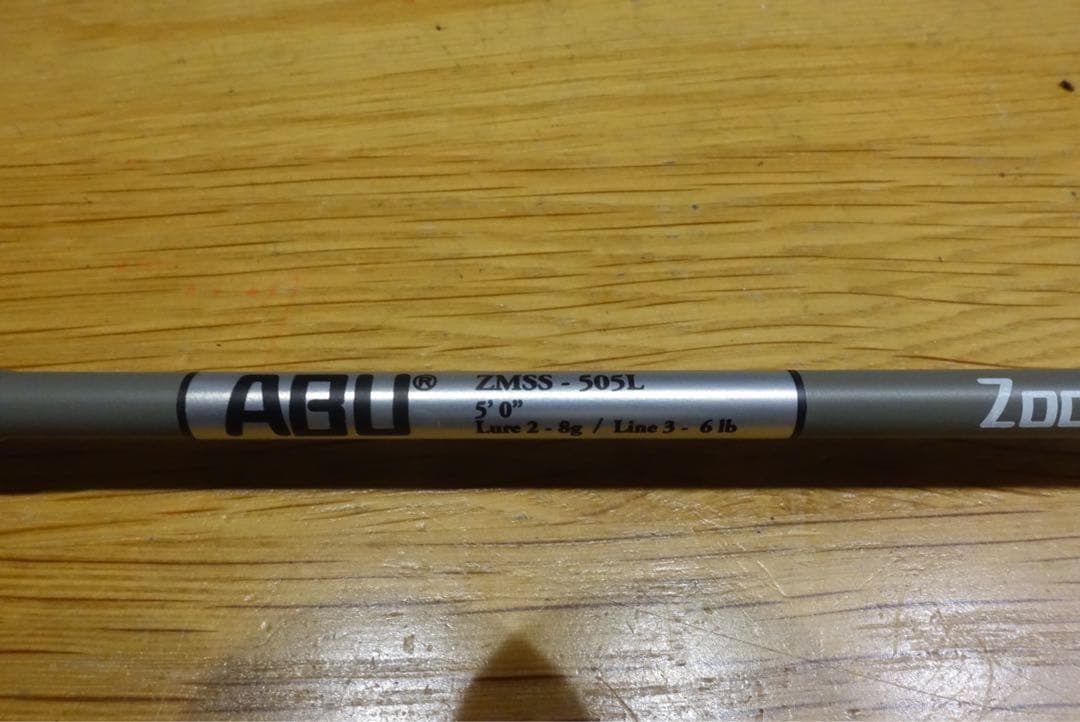 ABU®
ZMSS - 505L
5' 0"
Lure 2 - 8g / Line 3 - 6 lb